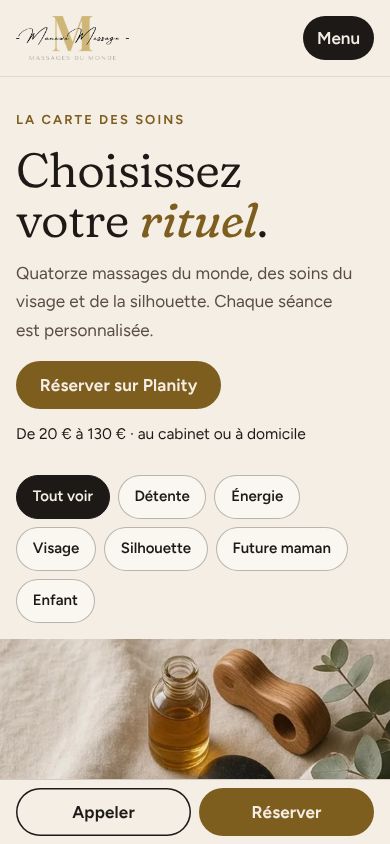 M
Maneva Massage
MASSAGES DU MONDE
Menu
LA CARTE DES SOINS
Choisissez
votre rituel.
Quatorze massages du monde, des soins du
visage et de la silhouette. Chaque séance
est personnalisée.
Réserver sur Planity
De 20 € à 130 € · au cabinet ou à domicile
Tout voir
Détente
Énergie
Visage
Silhouette
Future maman
Enfant
Appeler
Réserver